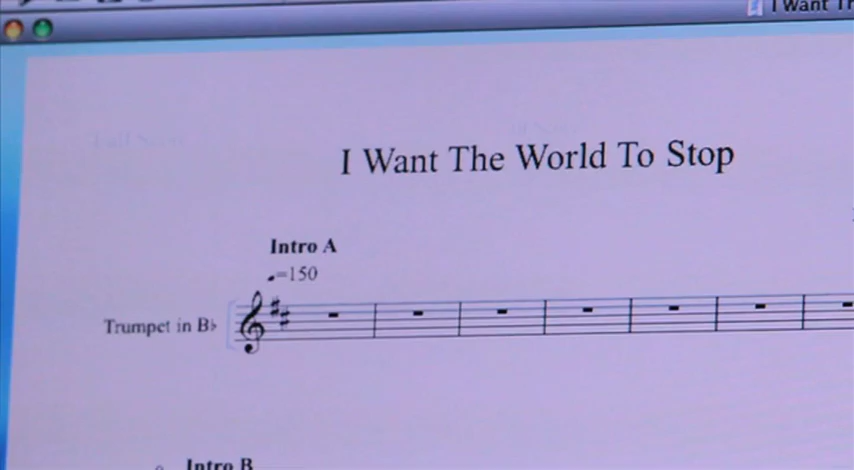 I Want Th
I Want The World To Stop
Intro A
♩=150
Trumpet in B♭
Intro B